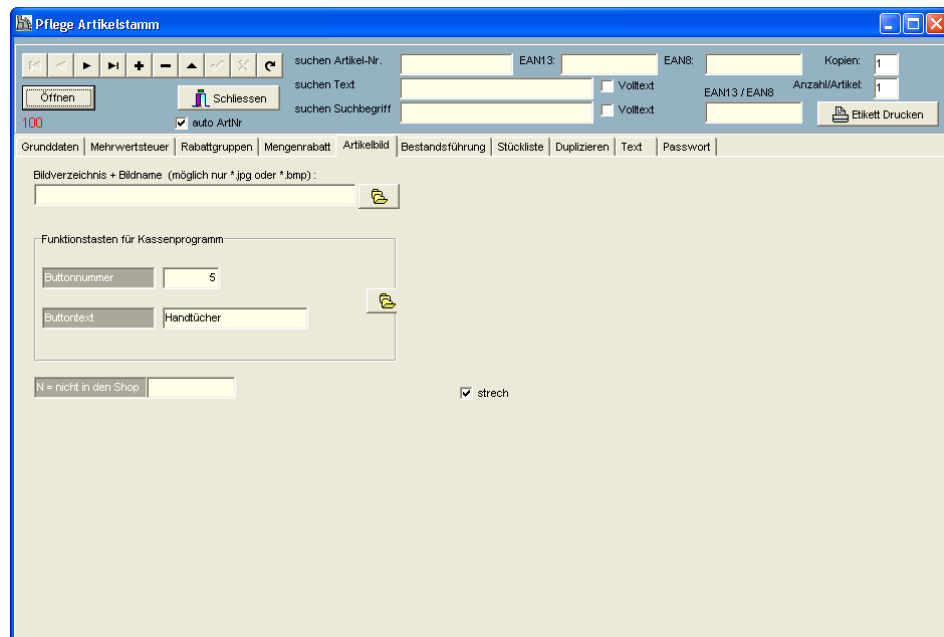 Pflege Artikelstamm
suchen Artikel-Nr. EAN13: EAN8: Kopien: 1
suchen Text Volltext EAN13 / EAN8 Anzahl/Artikel: 1
Öffnen Schliessen
suchen Suchbegriff Volltext Etikett Drucken
100 auto ArtNr
Grunddaten Mehrwertsteuer Rabattgruppen Mengenrabatt Artikelbild Bestandsführung Stückliste Duplizieren Text Passwort
Bildverzeichnis + Bildname (möglich nur *.jpg oder *.bmp) :
Funktionstasten für Kassenprogramm
Buttonnummer 5
Buttontext Handtücher
N = nicht in den Shop
strech